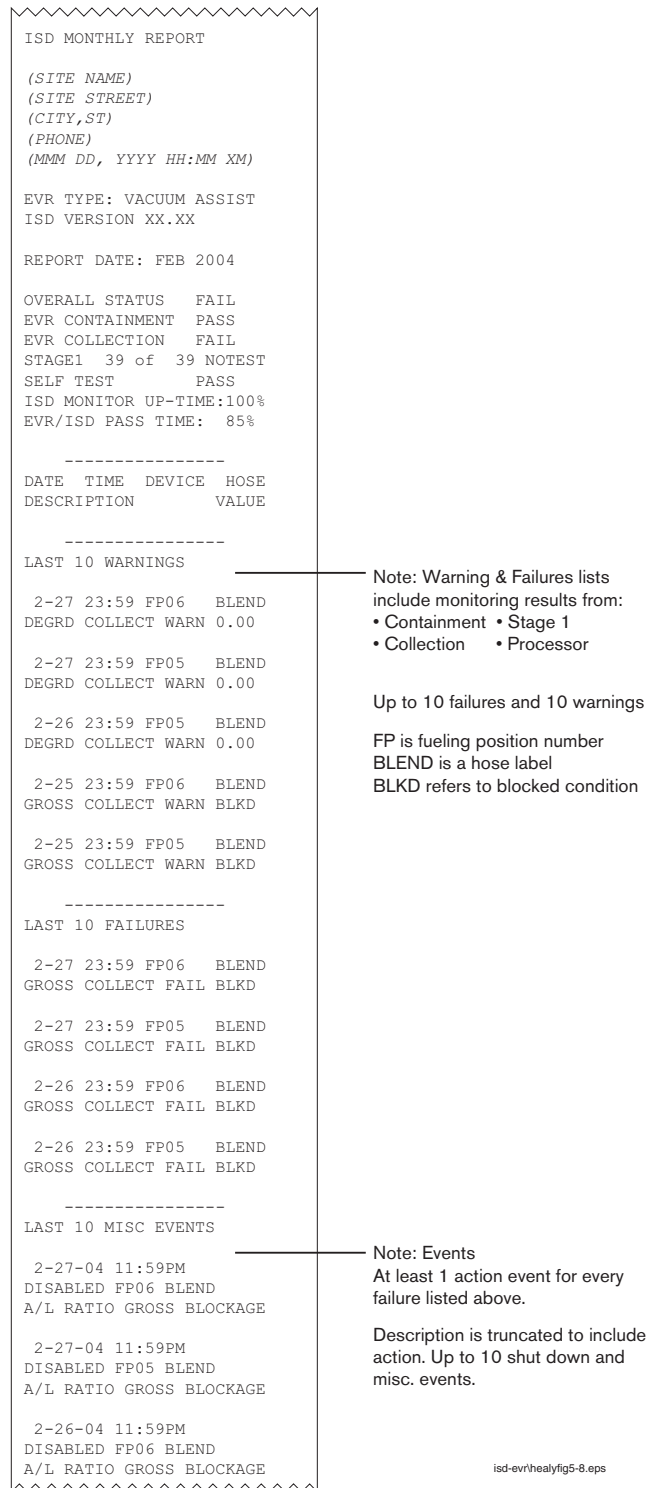 ISD MONTHLY REPORT
(SITE NAME)
(SITE STREET)
(CITY,ST)
(PHONE)
(MMM DD, YYYY HH:MM XM)
EVR TYPE: VACUUM ASSIST
ISD VERSION XX.XX
REPORT DATE: FEB 2004
OVERALL STATUS FAIL
EVR CONTAINMENT PASS
EVR COLLECTION FAIL
STAGE1 39 of 39 NOTEST
SELF TEST PASS
ISD MONITOR UP-TIME:100%
EVR/ISD PASS TIME: 85%
----------------
DATE TIME DEVICE HOSE
DESCRIPTION VALUE
----------------
LAST 10 WARNINGS
2-27 23:59 FP06 BLEND
DEGRD COLLECT WARN 0.00
2-27 23:59 FP05 BLEND
DEGRD COLLECT WARN 0.00
2-26 23:59 FP05 BLEND
DEGRD COLLECT WARN 0.00
2-25 23:59 FP06 BLEND
GROSS COLLECT WARN BLKD
2-25 23:59 FP05 BLEND
GROSS COLLECT WARN BLKD
----------------
LAST 10 FAILURES
2-27 23:59 FP06 BLEND
GROSS COLLECT FAIL BLKD
2-27 23:59 FP05 BLEND
GROSS COLLECT FAIL BLKD
2-26 23:59 FP06 BLEND
GROSS COLLECT FAIL BLKD
2-26 23:59 FP05 BLEND
GROSS COLLECT FAIL BLKD
----------------
LAST 10 MISC EVENTS
2-27-04 11:59PM
DISABLED FP06 BLEND
A/L RATIO GROSS BLOCKAGE
2-27-04 11:59PM
DISABLED FP05 BLEND
A/L RATIO GROSS BLOCKAGE
2-26-04 11:59PM
DISABLED FP06 BLEND
A/L RATIO GROSS BLOCKAGE
Note: Warning & Failures lists
include monitoring results from:
• Containment • Stage 1
• Collection • Processor
Up to 10 failures and 10 warnings
FP is fueling position number
BLEND is a hose label
BLKD refers to blocked condition
Note: Events
At least 1 action event for every
failure listed above.
Description is truncated to include
action. Up to 10 shut down and
misc. events.
isd-evr\healyfig5-8.eps